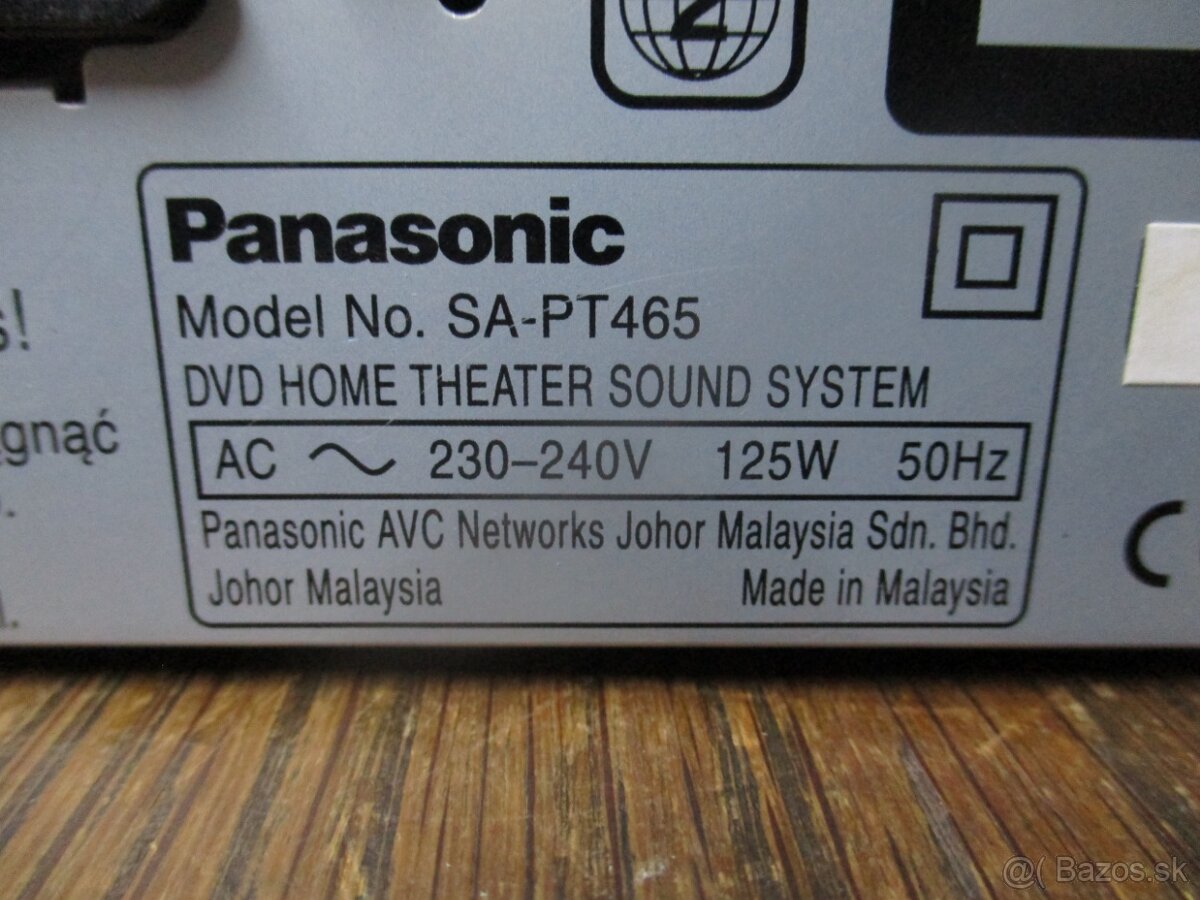 2
Panasonic
Model No. SA-PT465
DVD HOME THEATER SOUND SYSTEM
AC ~ 230–240V 125W 50Hz
Panasonic AVC Networks Johor Malaysia Sdn. Bhd.
Johor Malaysia Made in Malaysia
@( Bazos.sk